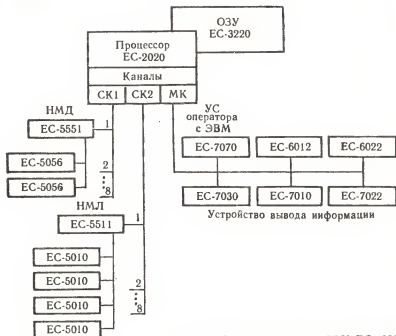 ОЗУ
ЕС-3220
Процессор
ЕС-2020
Каналы
СК1 СК2 МК
НМД
ЕС-5551
1
ЕС-5056
ЕС-5056
2
8
НМЛ
ЕС-5511
1
ЕС-5010
ЕС-5010
ЕС-5010
ЕС-5010
2
8
УС
оператора
с ЭВМ
ЕС-7070 ЕС-6012 ЕС-6022
ЕС-7030 ЕС-7010 ЕС-7022
Устройство вывода информации